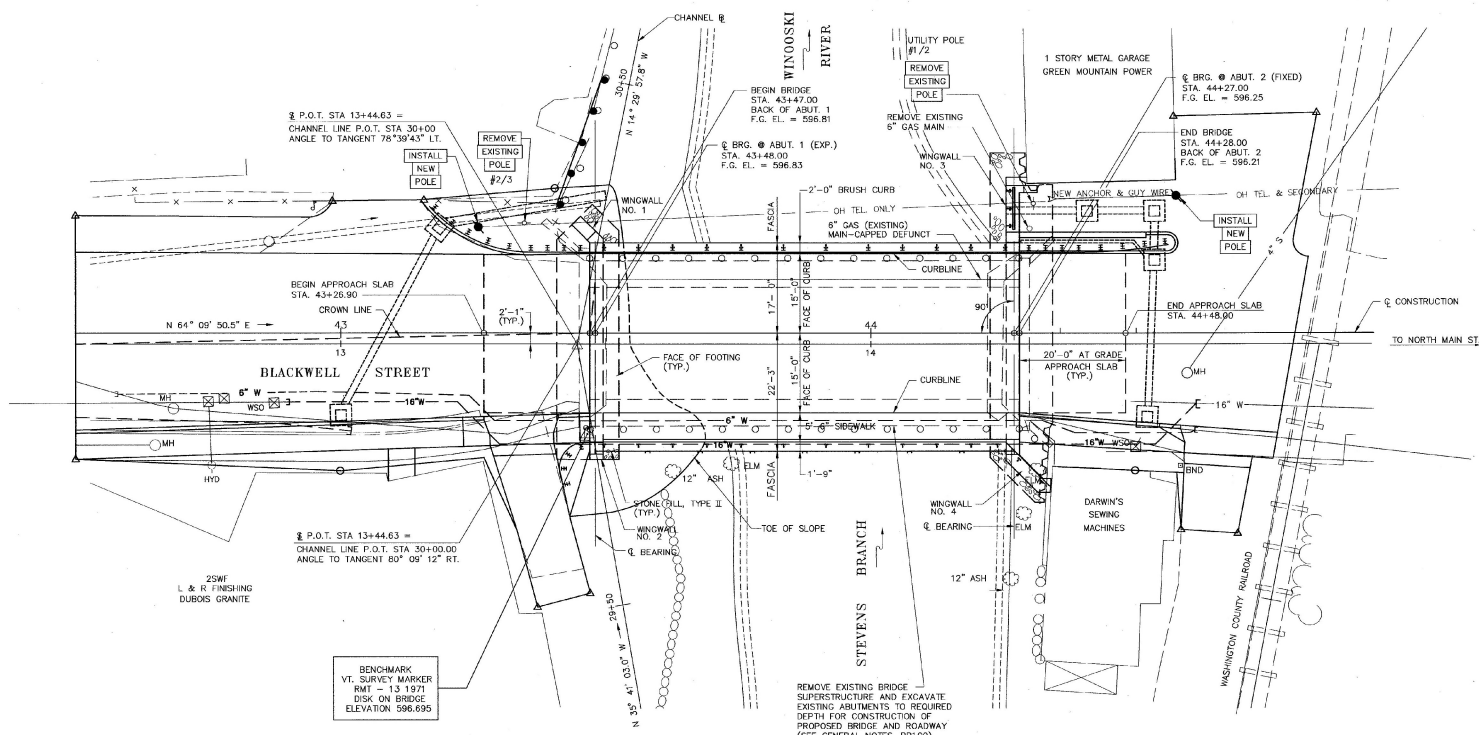 CHANNEL ℄
WINOOSKI
RIVER
UTILITY POLE
#1/2
REMOVE
EXISTING
POLE
1 STORY METAL GARAGE
GREEN MOUNTAIN POWER
℄ BRG. @ ABUT. 2 (FIXED)
STA. 44+27.00
F.G. EL. = 596.25
30+50
N 14° 29' 57.8" W
BEGIN BRIDGE
STA. 43+47.00
BACK OF ABUT. 1
F.G. EL. = 596.81
P.O.T. STA 13+44.63 =
CHANNEL LINE P.O.T. STA 30+00
ANGLE TO TANGENT 78°39'43" LT.
REMOVE EXISTING
6" GAS MAIN
END BRIDGE
STA. 44+28.00
BACK OF ABUT. 2
F.G. EL. = 596.21
REMOVE
EXISTING
POLE
#2/3
INSTALL
NEW
POLE
℄ BRG. @ ABUT. 1 (EXP.)
STA. 43+48.00
F.G. EL. = 596.83
WINGWALL
NO. 3
4" S
2'-0" BRUSH CURB
NEW ANCHOR & GUY WIRE
OH TEL. & SECONDARY
WINGWALL
NO. 1
FASCIA
OH TEL. ONLY
INSTALL
NEW
POLE
6" GAS (EXISTING)
MAIN-CAPPED DEFUNCT
CURBLINE
BEGIN APPROACH SLAB
STA. 43+26.90
CROWN LINE
2'-1"
(TYP.)
17'-0"
15'-0"
FACE OF CURB
90°
END APPROACH SLAB
STA. 44+48.00
℄ CONSTRUCTION
N 64° 09' 50.5" E
43
44
13
14
TO NORTH MAIN ST.
BLACKWELL STREET
FACE OF FOOTING
(TYP.)
22'-3"
15'-0"
FACE OF CURB
20'-0" AT GRADE
APPROACH SLAB
(TYP.)
MH
CURBLINE
MH
6" W
WSO
16"W
6" W
16" W
5'-6" SIDEWALK
MH
16"W
16"W
WSO
HYD
FASCIA
1'-9"
12" ASH
ELM
ELM
BND
STONE FILL, TYPE II
(TYP.)
WINGWALL
NO. 2
TOE OF SLOPE
WINGWALL
NO. 4
DARWIN'S
SEWING
MACHINES
℄ BEARING
ELM
P.O.T. STA 13+44.63 =
CHANNEL LINE P.O.T. STA 30+00.00
ANGLE TO TANGENT 80° 09' 12" RT.
℄ BEARING
STEVENS BRANCH
12" ASH
2SWF
L & R FINISHING
DUBOIS GRANITE
29+50
N 35° 41' 03.0" W
WASHINGTON COUNTY RAILROAD
BENCHMARK
VT. SURVEY MARKER
RMT - 13 1971
DISK ON BRIDGE
ELEVATION 596.695
REMOVE EXISTING BRIDGE
SUPERSTRUCTURE AND EXCAVATE
EXISTING ABUTMENTS TO REQUIRED
DEPTH FOR CONSTRUCTION OF
PROPOSED BRIDGE AND ROADWAY